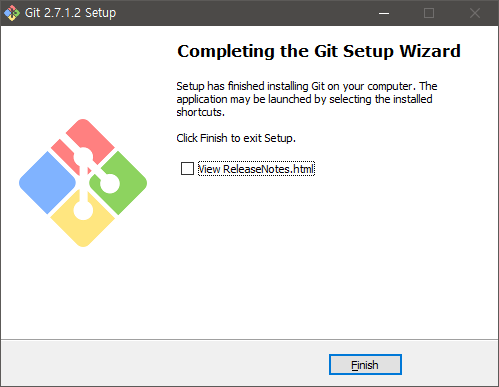 Git 2.7.1.2 Setup
Completing the Git Setup Wizard
Setup has finished installing Git on your computer. The
application may be launched by selecting the installed
shortcuts.
Click Finish to exit Setup.
View ReleaseNotes.html
Finish